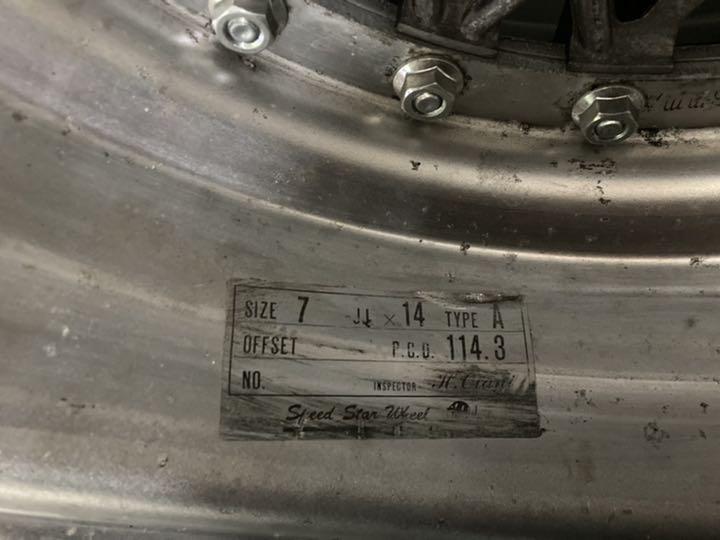 SIZE 7 JJ × 14 TYPE A
OFFSET P.C.D. 114.3
NO. INSPECTOR
Speed Star Wheel